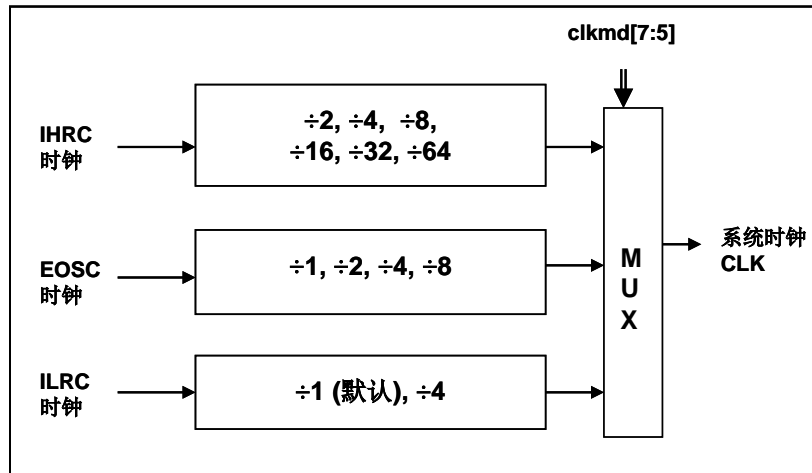 clkmd[7:5]
IHRC
时钟
÷2, ÷4, ÷8,
÷16, ÷32, ÷64
EOSC
时钟
÷1, ÷2, ÷4, ÷8
ILRC
时钟
÷1 (默认), ÷4
M
U
X
系统时钟
CLK